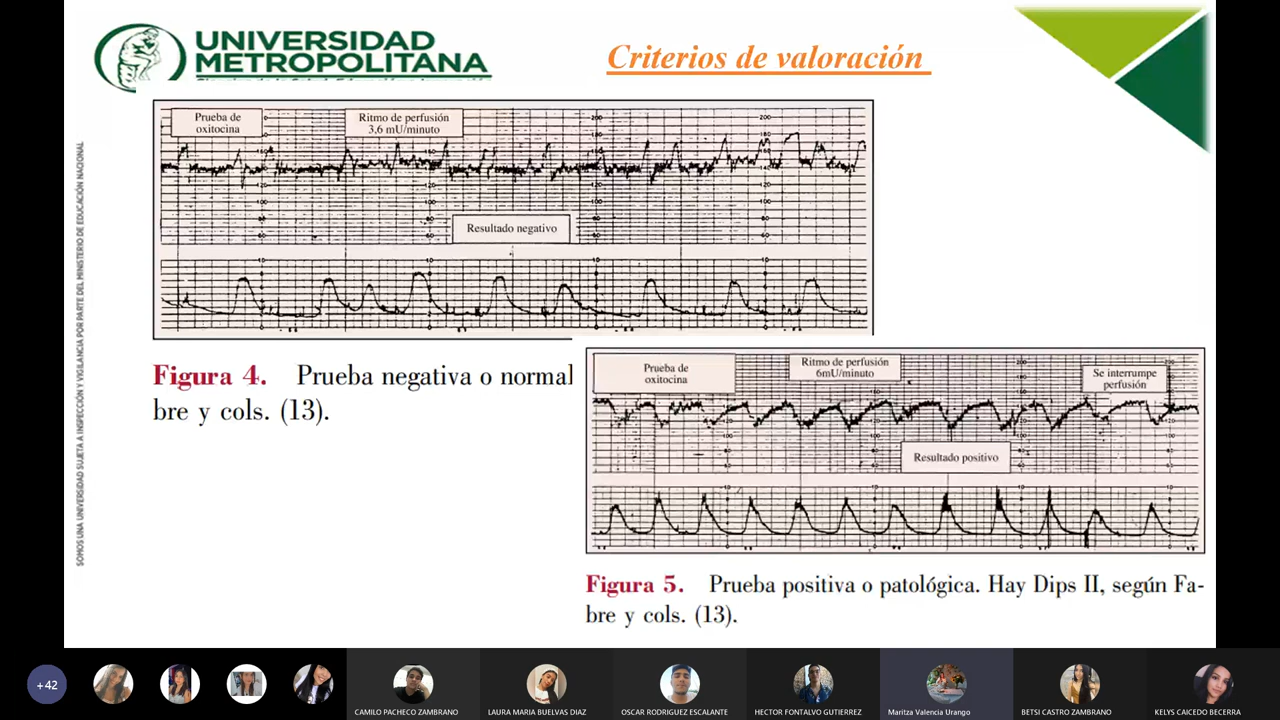 UNIVERSIDAD
METROPOLITANA
Criterios de valoración
SOMOS UNA UNIVERSIDAD SUJETA A INSPECCIÓN Y VIGILANCIA POR PARTE DEL MINISTERIO DE EDUCACIÓN NACIONAL
Prueba de
oxitocina
Ritmo de perfusión
3,6 mU/minuto
Resultado negativo
Figura 4. Prueba negativa o normal
bre y cols. (13).
Prueba de
oxitocina
Ritmo de perfusión
6mU/minuto
Se interrumpe
perfusión
Resultado positivo
Figura 5. Prueba positiva o patológica. Hay Dips II, según Fa-
bre y cols. (13).
+42
CAMILO PACHECO ZAMBRANO
LAURA MARIA BUELVAS DIAZ
OSCAR RODRIGUEZ ESCALANTE
HECTOR FONTALVO GUTIERREZ
Maritza Valencia Urango
BETSI CASTRO ZAMBRANO
KELYS CAICEDO BECERRA